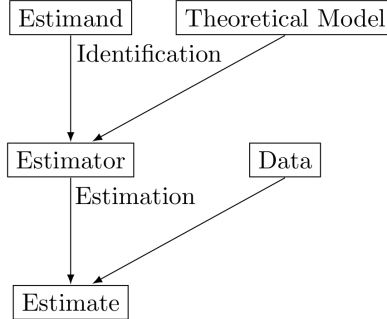 Estimand
Theoretical Model
Identification
Estimator
Data
Estimation
Estimate